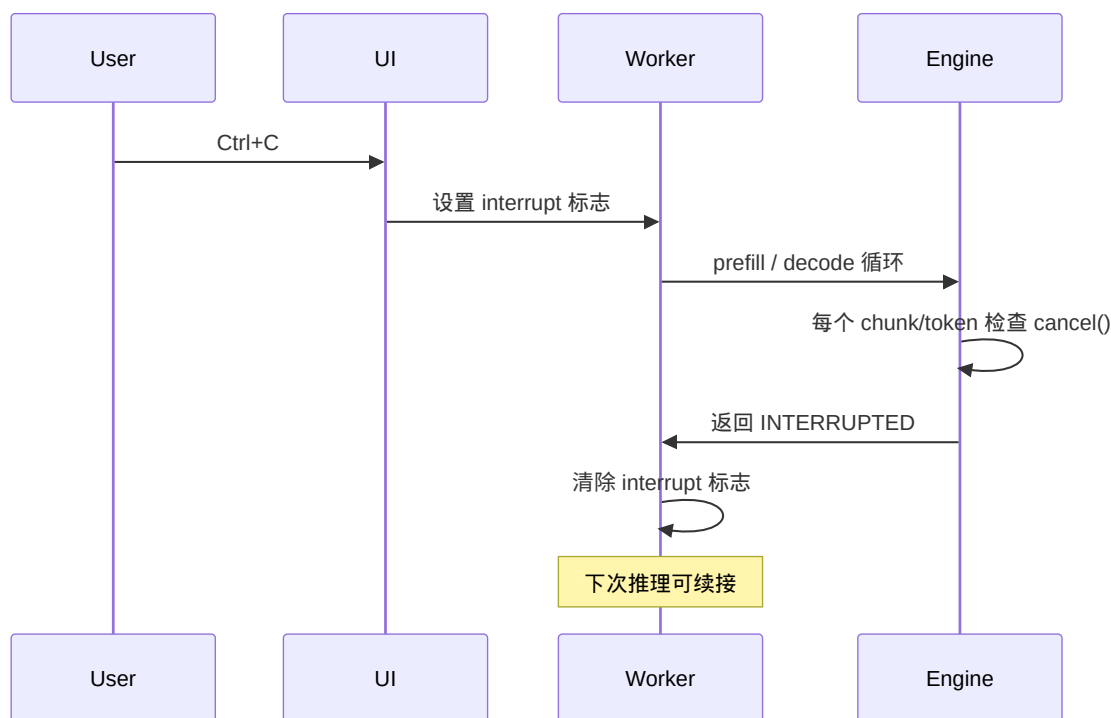 User UI Worker Engine
Ctrl+C
设置 interrupt 标志
prefill / decode 循环
每个 chunk/token 检查 cancel()
返回 INTERRUPTED
清除 interrupt 标志
下次推理可续接
User UI Worker Engine